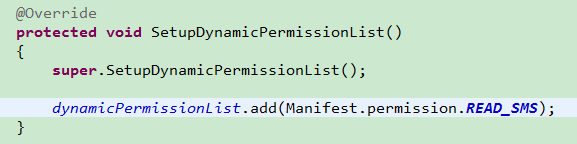 @Override
protected void SetupDynamicPermissionList()
{
super.SetupDynamicPermissionList();
dynamicPermissionList.add(Manifest.permission.READ_SMS);
}